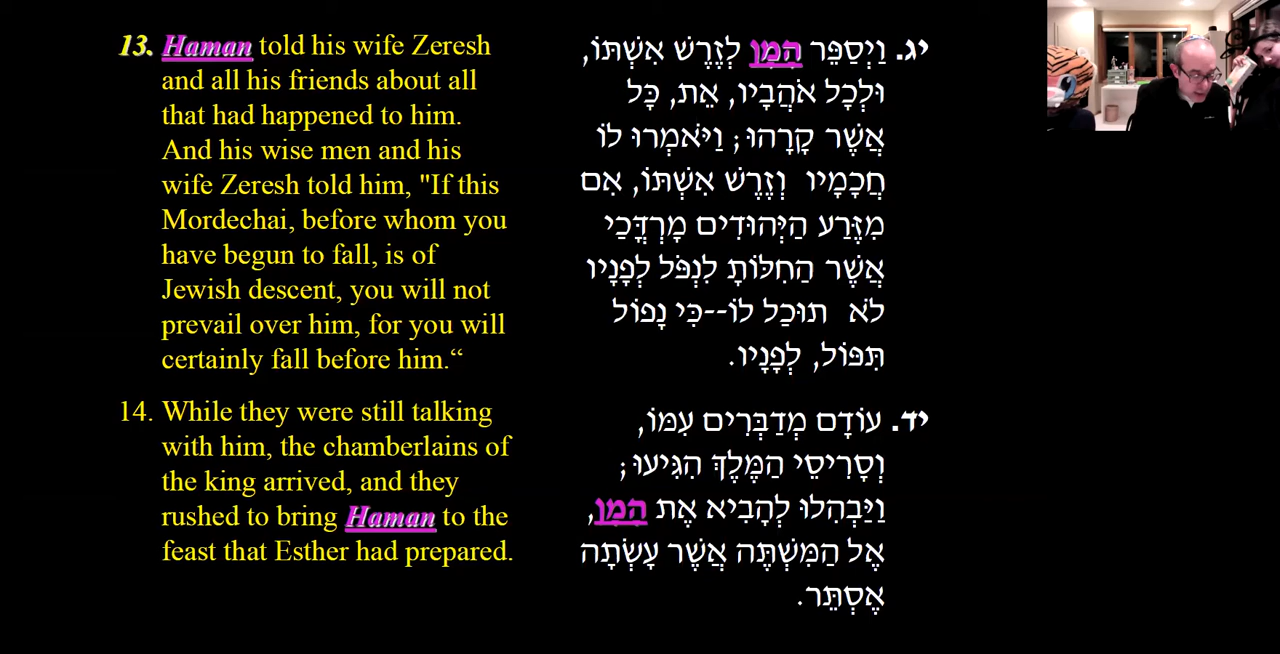 13. Haman told his wife Zeresh
and all his friends about all
that had happened to him.
And his wise men and his
wife Zeresh told him, "If this
Mordechai, before whom you
have begun to fall, is of
Jewish descent, you will not
prevail over him, for you will
certainly fall before him.“
14. While they were still talking
with him, the chamberlains of
the king arrived, and they
rushed to bring Haman to the
feast that Esther had prepared.
יג. וַיְסַפֵּר הָמָן לְזֶרֶשׁ אִשְׁתּוֹ,
וּלְכָל אֹהֲבָיו, אֵת, כָּל
אֲשֶׁר קָרָהוּ; וַיֹּאמְרוּ לוֹ
חֲכָמָיו וְזֶרֶשׁ אִשְׁתּוֹ, אִם
מִזֶּרַע הַיְּהוּדִים מָרְדֳּכַי
אֲשֶׁר הַחִלּוֹתָ לִנְפֹּל לְפָנָיו
לֹא תוּכַל לוֹ--כִּי נָפוֹל
תִּפּוֹל, לְפָנָיו.
יד. עוֹדָם מְדַבְּרִים עִמּוֹ,
וְסָרִיסֵי הַמֶּלֶךְ הִגִּיעוּ;
וַיַּבְהִלוּ לְהָבִיא אֶת הָמָן,
אֶל הַמִּשְׁתֶּה אֲשֶׁר עָשְׂתָה
אֶסְתֵּר.